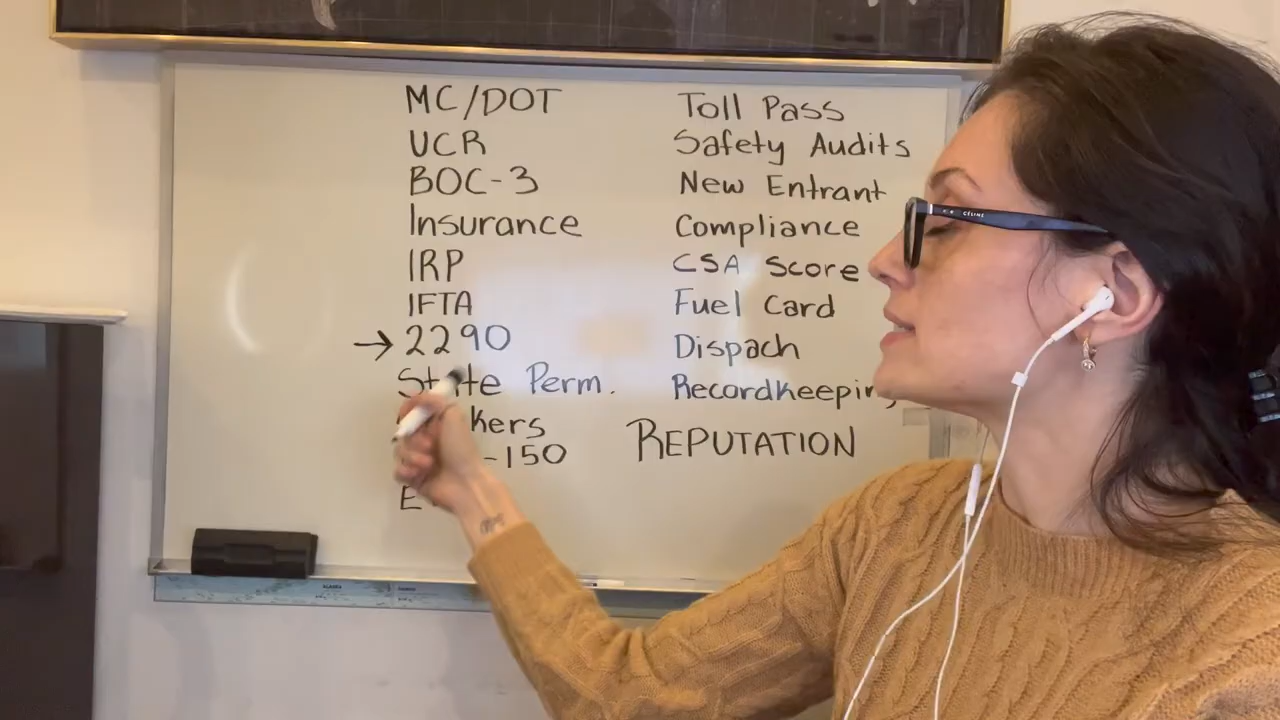 MC/DOT
UCR
BOC-3
Insurance
IRP
IFTA
→ 2290
State Perm.
kers
-150
E
Toll Pass
Safety Audits
New Entrant
Compliance
CSA Score
Fuel Card
Dispach
Recordkeeping
REPUTATION
CÉLINE